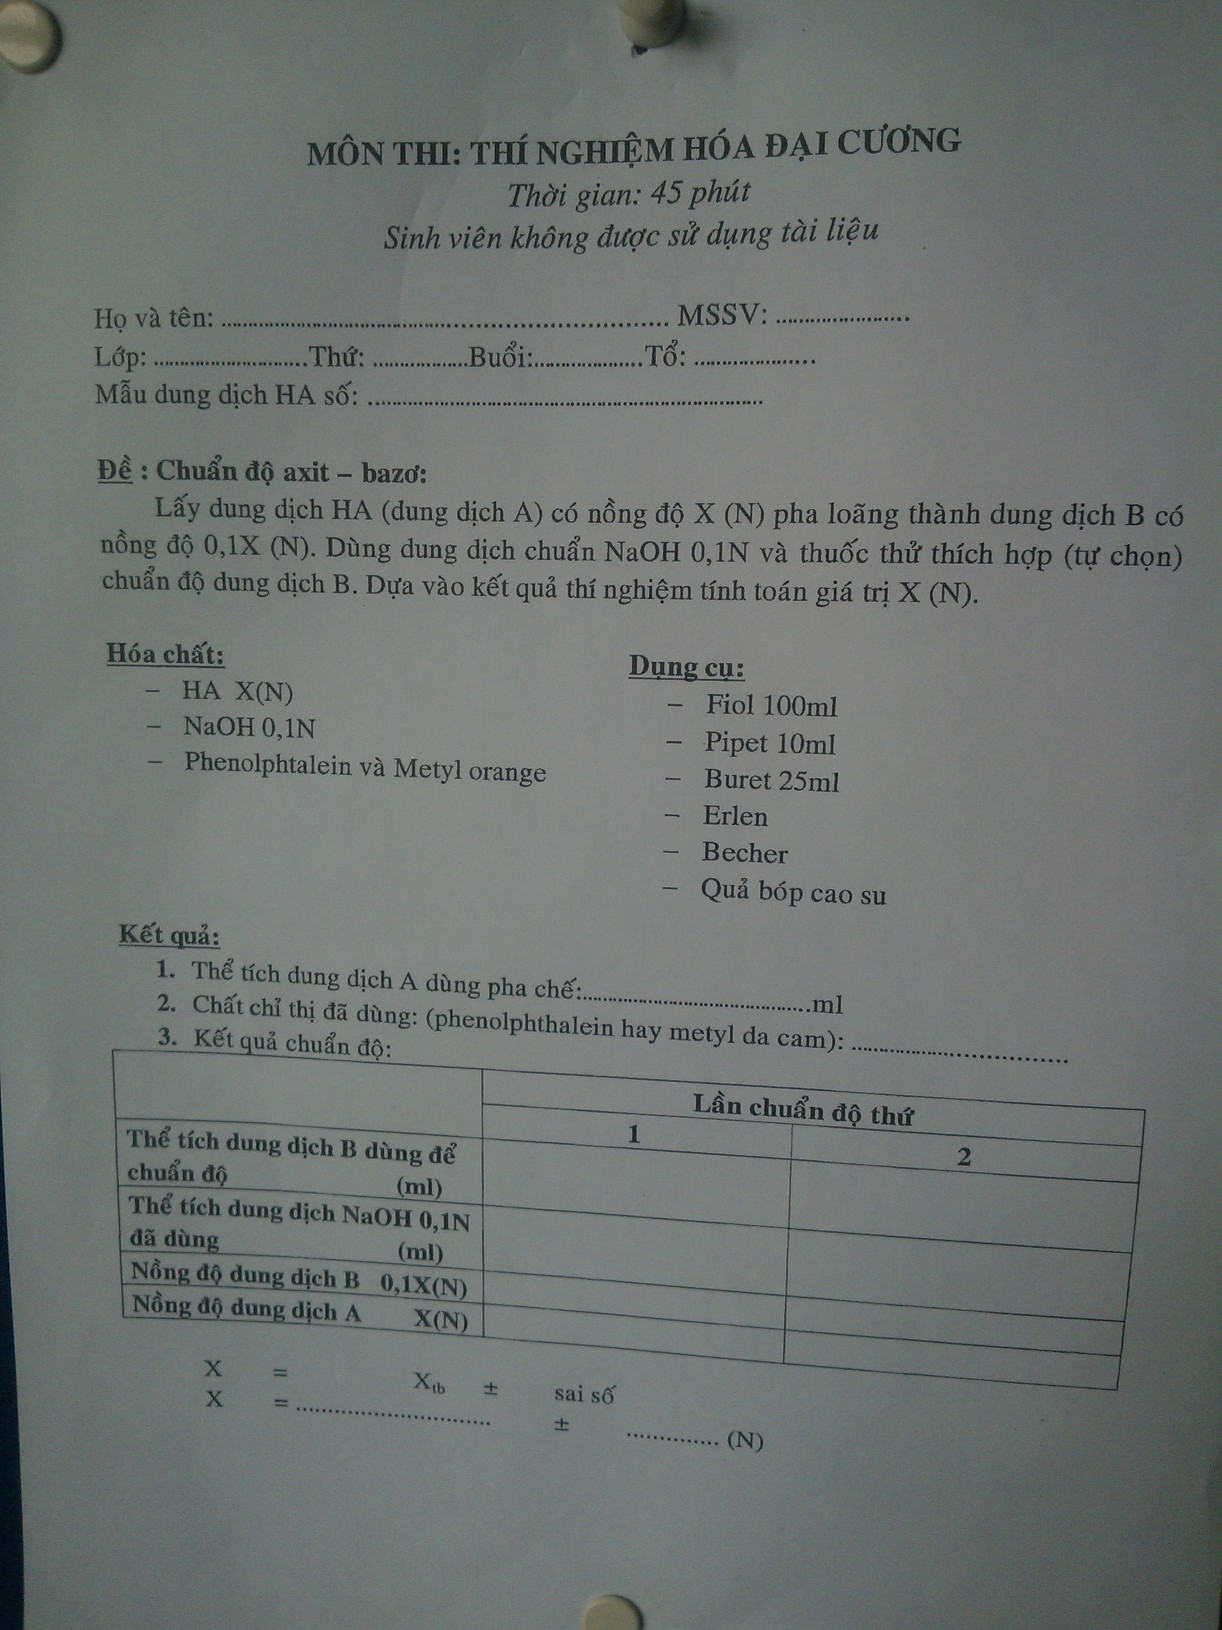 MÔN THI: THÍ NGHIỆM HÓA ĐẠI CƯƠNG
Thời gian: 45 phút
Sinh viên không được sử dụng tài liệu
Họ và tên: ........................................ MSSV: ....................
Lớp: ....................Thứ: ...............Buổi:.................Tổ: ..................
Mẫu dung dịch HA số: ........................................
Đề : Chuẩn độ axit – bazơ:
Lấy dung dịch HA (dung dịch A) có nồng độ X (N) pha loãng thành dung dịch B có
nồng độ 0,1X (N). Dùng dung dịch chuẩn NaOH 0,1N và thuốc thử thích hợp (tự chọn)
chuẩn độ dung dịch B. Dựa vào kết quả thí nghiệm tính toán giá trị X (N).
Hóa chất:
– HA X(N)
– NaOH 0,1N
– Phenolphtalein và Metyl orange
Dụng cụ:
– Fiol 100ml
– Pipet 10ml
– Buret 25ml
– Erlen
– Becher
– Quả bóp cao su
Kết quả:
1. Thể tích dung dịch A dùng pha chế:..............................ml
2. Chất chỉ thị đã dùng: (phenolphthalein hay metyl da cam): ..............................
3. Kết quả chuẩn độ:
Lần chuẩn độ thứ
1 2
Thể tích dung dịch B dùng để
chuẩn độ (ml)
Thể tích dung dịch NaOH 0,1N
đã dùng (ml)
Nồng độ dung dịch B 0,1X(N)
Nồng độ dung dịch A X(N)
X = Xtb ± sai số
X = .............................. ± .............. (N)